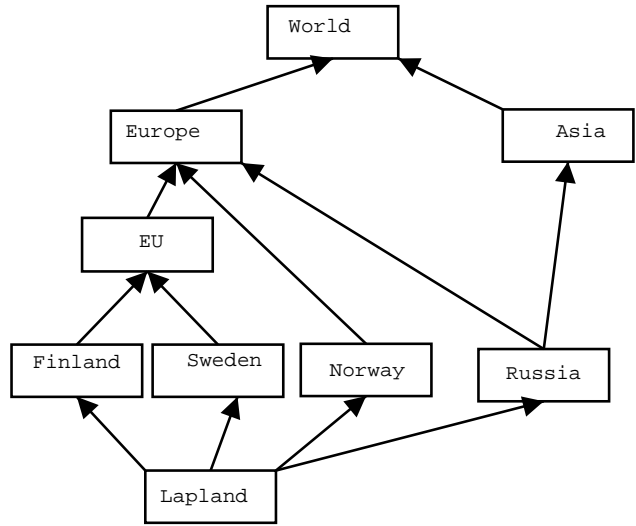 World
Europe
Asia
EU
Finland
Sweden
Norway
Russia
Lapland